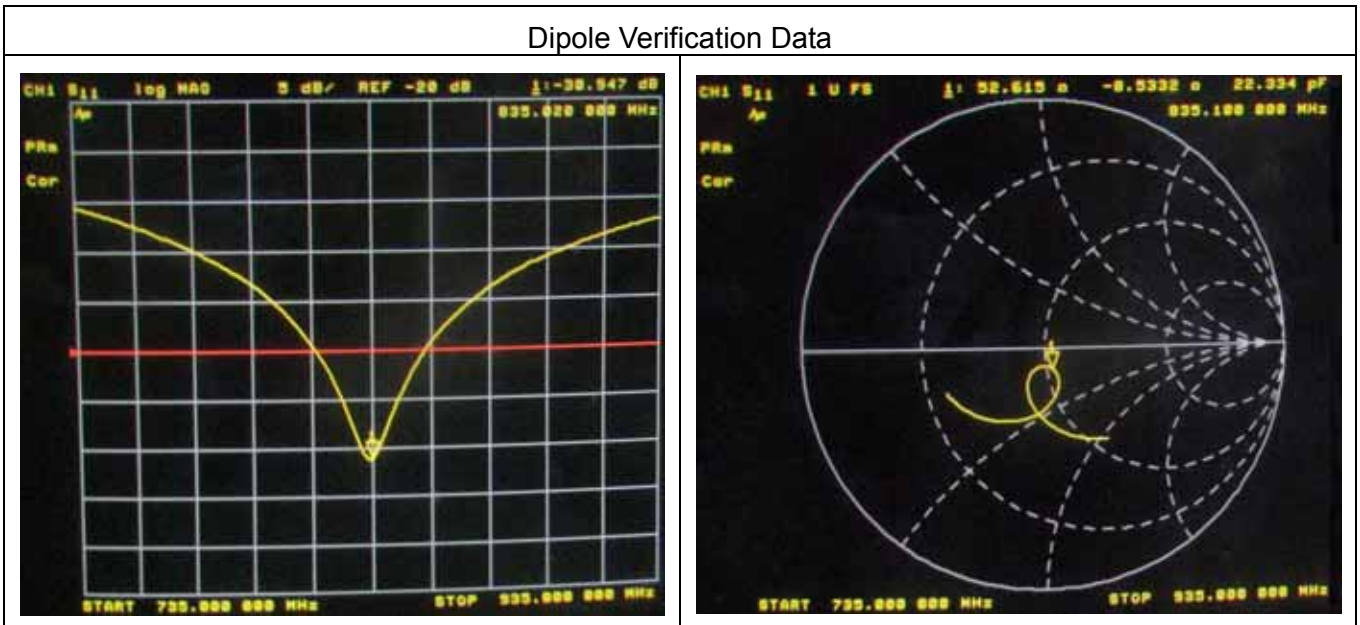 Dipole Verification Data
CH1 S11 log MAG 5 dB/ REF -20 dB 1:-30.947 dB
835.020 000 MHz
PRm
Cor
START 735.000 000 MHz STOP 935.000 000 MHz
CH1 S11 1 U FS 1: 52.615 Ω -8.5332 Ω 22.334 pF
835.100 000 MHz
PRm
Cor
START 735.000 000 MHz STOP 935.000 000 MHz